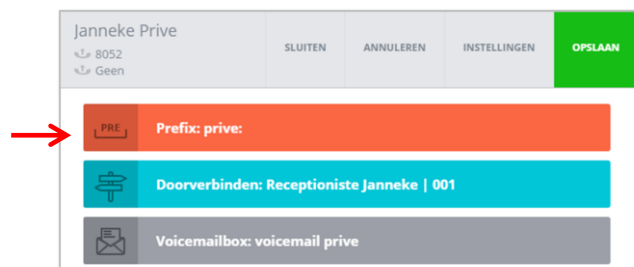 Janneke Prive
8052
Geen
SLUITEN
ANNULEREN
INSTELLINGEN
OPSLAAN
PRE
Prefix: prive:
Doorverbinden: Receptioniste Janneke | 001
Voicemailbox: voicemail prive